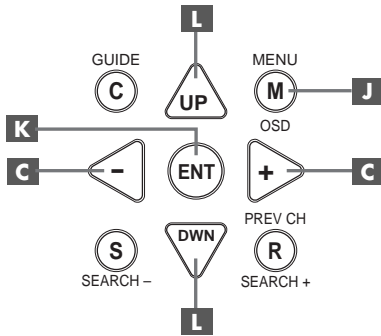 L
GUIDE
MENU
C
UP
M
J
OSD
K
C
–
ENT
+
C
PREV CH
S
DWN
R
SEARCH –
SEARCH +
L